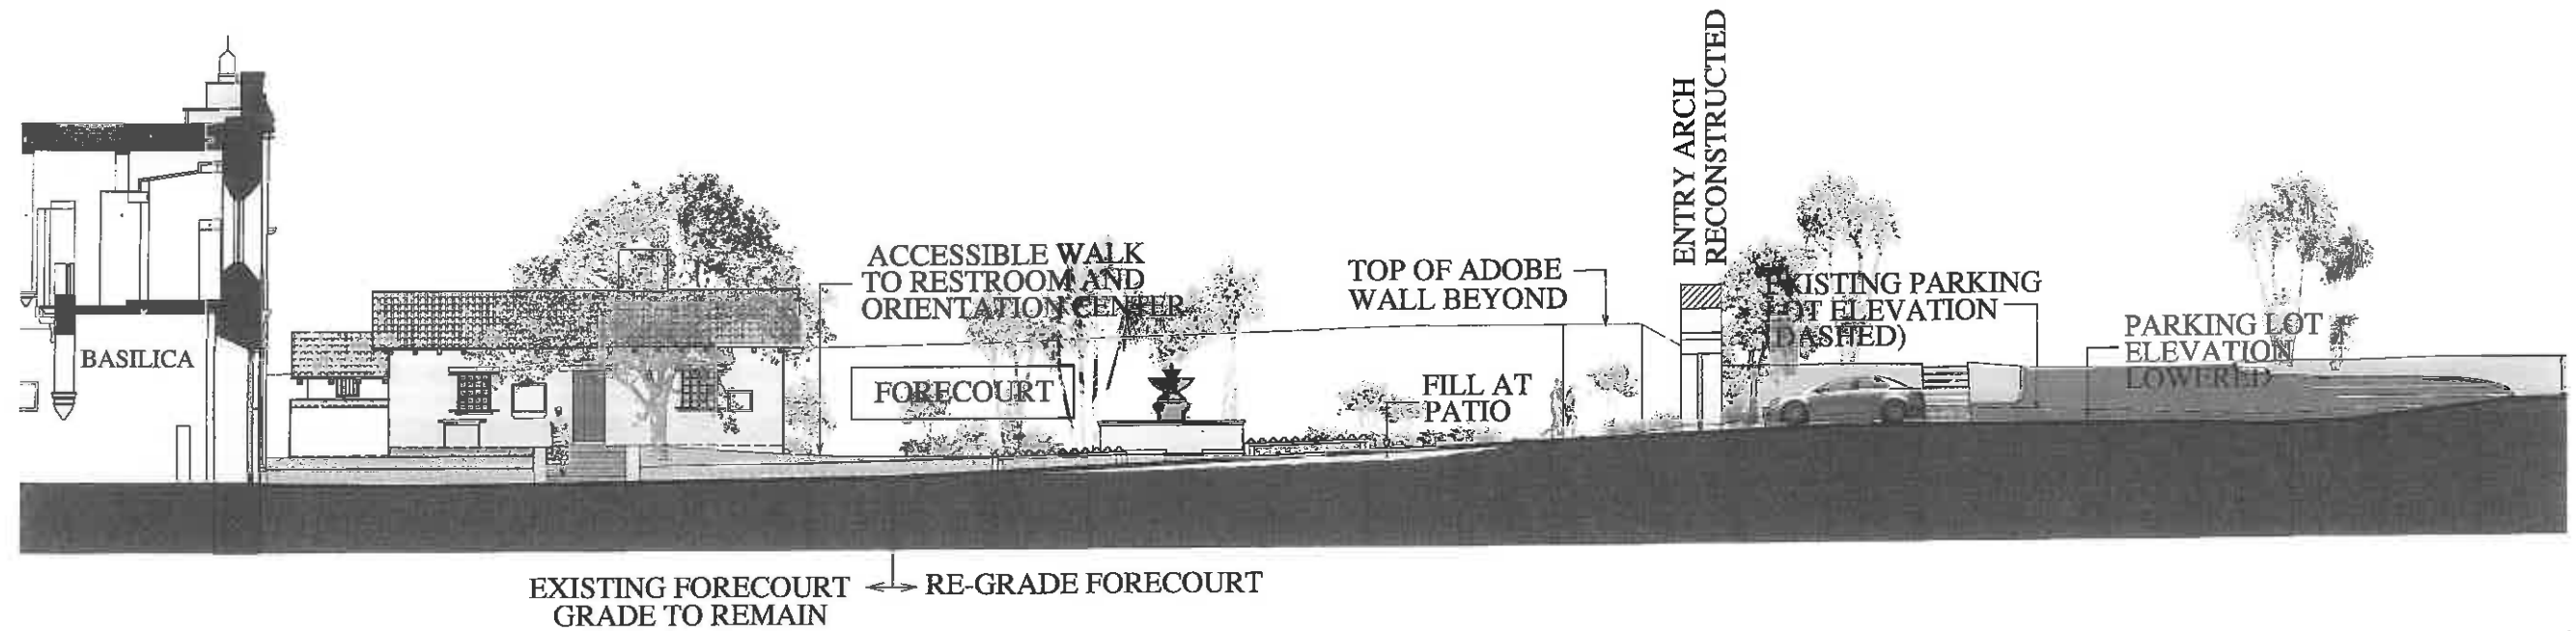 BASILICA
ACCESSIBLE WALK
TO RESTROOM AND
ORIENTATION CENTER
FORECOURT
TOP OF ADOBE
WALL BEYOND
FILL AT
PATIO
ENTRY ARCH
RECONSTRUCTED
EXISTING PARKING
LOT ELEVATION
(DASHED)
PARKING LOT
ELEVATION
LOWERED
EXISTING FORECOURT
GRADE TO REMAIN
RE-GRADE FORECOURT